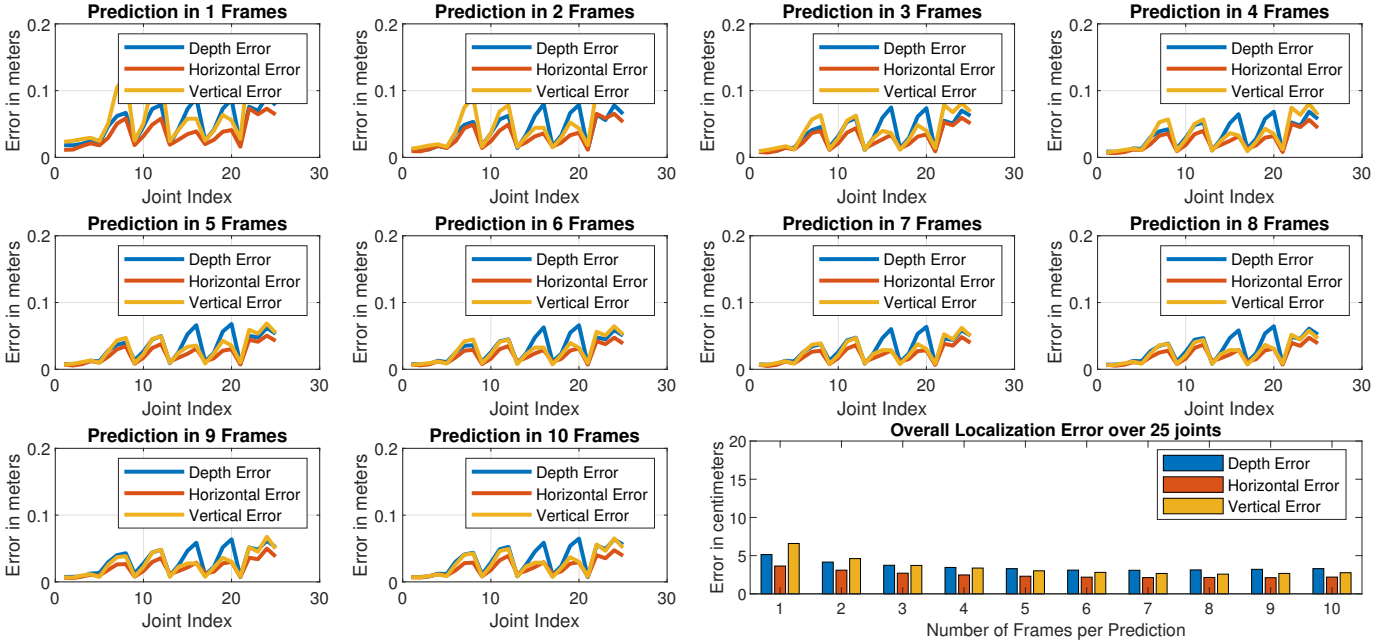 Prediction in 1 Frames
Error in meters
0.2
0.1
0
Depth Error
Horizontal Error
Vertical Error
0 10 20 30
Joint Index
Prediction in 2 Frames
Error in meters
0.2
0.1
0
Depth Error
Horizontal Error
Vertical Error
0 10 20 30
Joint Index
Prediction in 3 Frames
Error in meters
0.2
0.1
0
Depth Error
Horizontal Error
Vertical Error
0 10 20 30
Joint Index
Prediction in 4 Frames
Error in meters
0.2
0.1
0
Depth Error
Horizontal Error
Vertical Error
0 10 20 30
Joint Index
Prediction in 5 Frames
Error in meters
0.2
0.1
0
Depth Error
Horizontal Error
Vertical Error
0 10 20 30
Joint Index
Prediction in 6 Frames
Error in meters
0.2
0.1
0
Depth Error
Horizontal Error
Vertical Error
0 10 20 30
Joint Index
Prediction in 7 Frames
Error in meters
0.2
0.1
0
Depth Error
Horizontal Error
Vertical Error
0 10 20 30
Joint Index
Prediction in 8 Frames
Error in meters
0.2
0.1
0
Depth Error
Horizontal Error
Vertical Error
0 10 20 30
Joint Index
Prediction in 9 Frames
Error in meters
0.2
0.1
0
Depth Error
Horizontal Error
Vertical Error
0 10 20 30
Joint Index
Prediction in 10 Frames
Error in meters
0.2
0.1
0
Depth Error
Horizontal Error
Vertical Error
0 10 20 30
Joint Index
Overall Localization Error over 25 joints
Error in centimeters
20
15
10
5
0
Depth Error
Horizontal Error
Vertical Error
1 2 3 4 5 6 7 8 9 10
Number of Frames per Prediction